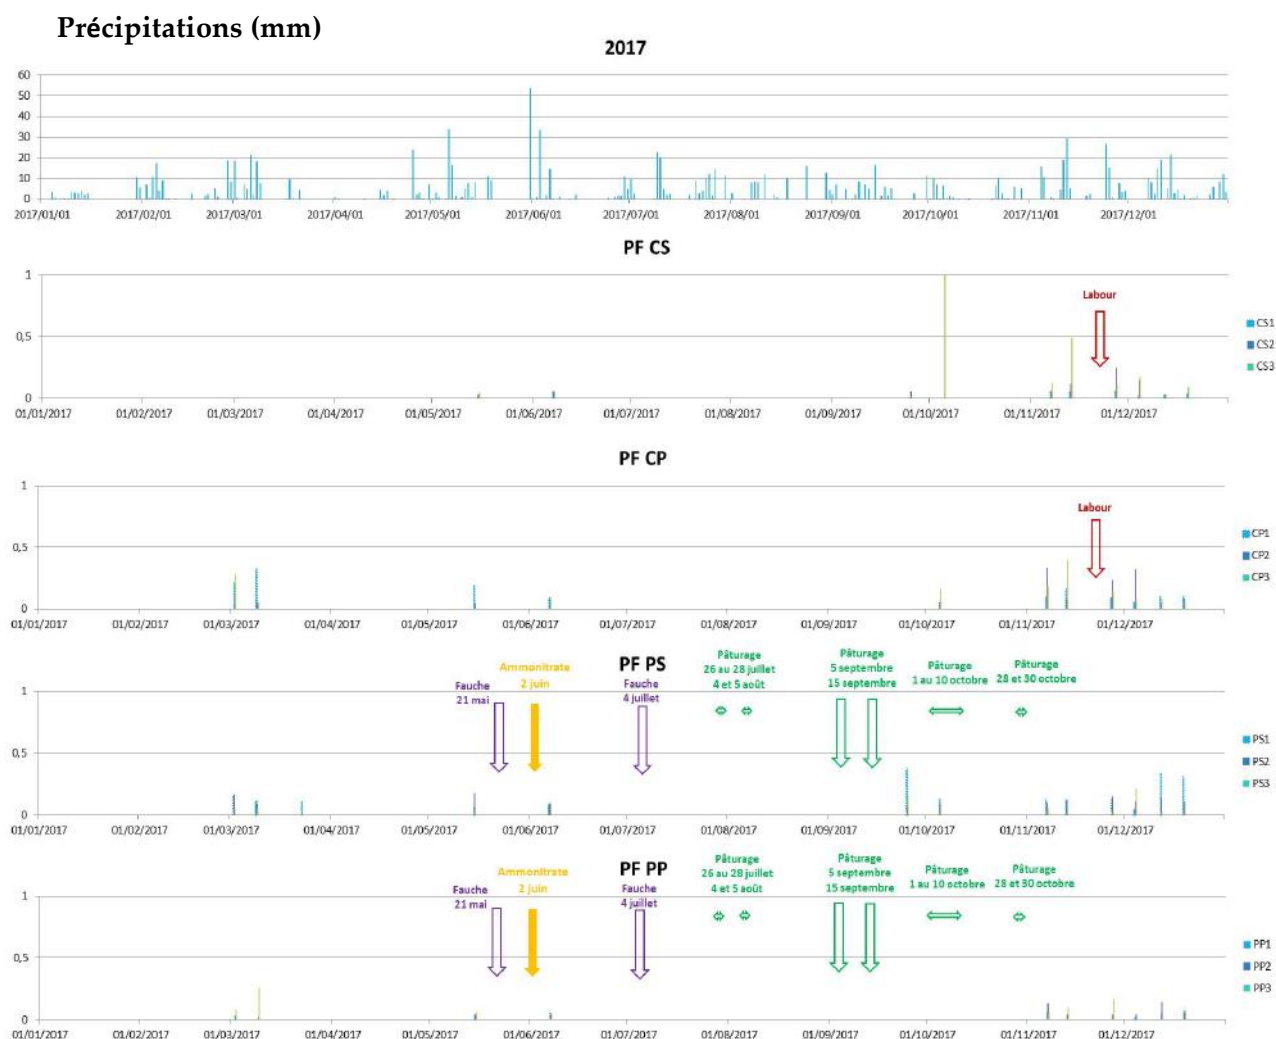 Précipitations (mm)
2017
60
50
40
30
20
10
0
2017/01/01 2017/02/01 2017/03/01 2017/04/01 2017/05/01 2017/06/01 2017/07/01 2017/08/01 2017/09/01 2017/10/01 2017/11/01 2017/12/01
PF CS
1
0,5
0
Labour
CS1
CS2
CS3
01/01/2017 01/02/2017 01/03/2017 01/04/2017 01/05/2017 01/06/2017 01/07/2017 01/08/2017 01/09/2017 01/10/2017 01/11/2017 01/12/2017
PF CP
1
0,5
0
Labour
CP1
CP2
CP3
01/01/2017 01/02/2017 01/03/2017 01/04/2017 01/05/2017 01/06/2017 01/07/2017 01/08/2017 01/09/2017 01/10/2017 01/11/2017 01/12/2017
PF PS
1
0,5
0
Fauche
21 mai
Ammonitrate
2 juin
Fauche
4 juillet
Pâturage
26 au 28 juillet
4 et 5 août
Pâturage
5 septembre
15 septembre
Pâturage
1 au 10 octobre
Pâturage
28 et 30 octobre
PS1
PS2
PS3
01/01/2017 01/02/2017 01/03/2017 01/04/2017 01/05/2017 01/06/2017 01/07/2017 01/08/2017 01/09/2017 01/10/2017 01/11/2017 01/12/2017
PF PP
1
0,5
0
Fauche
21 mai
Ammonitrate
2 juin
Fauche
4 juillet
Pâturage
26 au 28 juillet
4 et 5 août
Pâturage
5 septembre
15 septembre
Pâturage
1 au 10 octobre
Pâturage
28 et 30 octobre
PP1
PP2
PP3
01/01/2017 01/02/2017 01/03/2017 01/04/2017 01/05/2017 01/06/2017 01/07/2017 01/08/2017 01/09/2017 01/10/2017 01/11/2017 01/12/2017